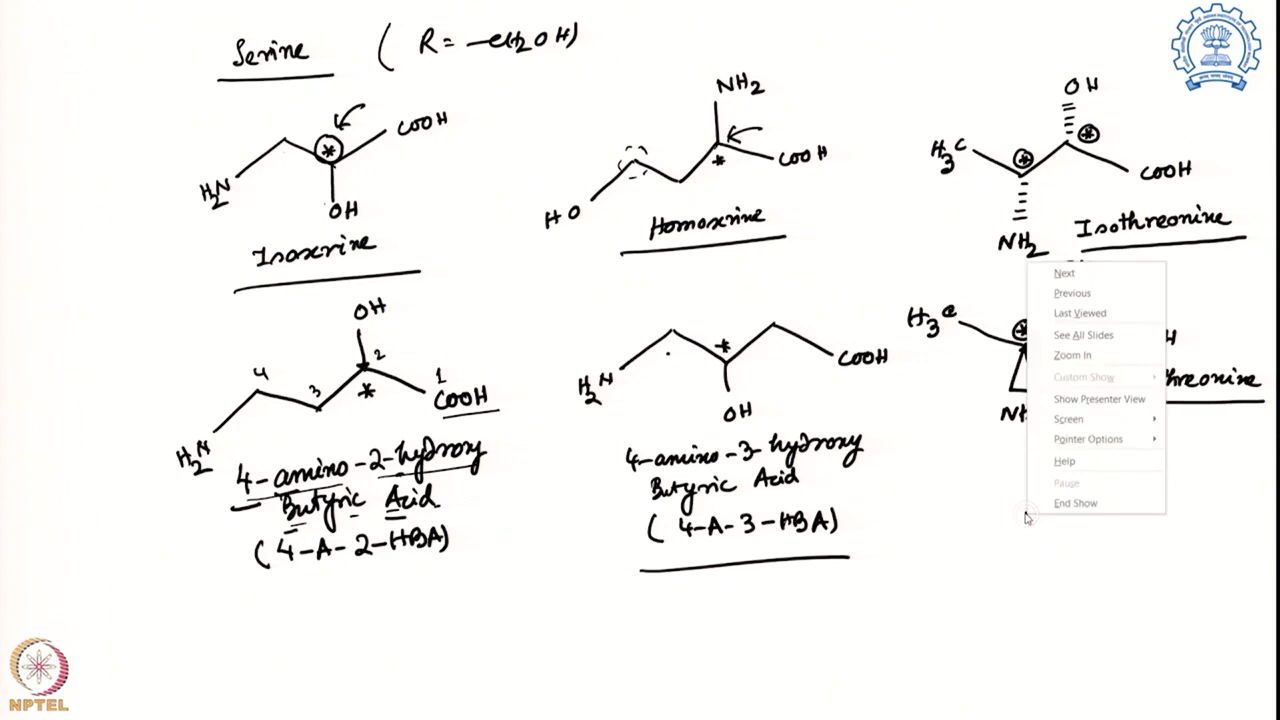 Serine ( R = -CH2OH)
H2N
COOH
OH
Isoserine
NH2
COOH
HO
Homoserine
OH
H3C
COOH
NH2
Isothreonine
OH
4
3
2
1
COOH
H2N
4-amino-2-hydroxy
Butyric Acid
(4-A-2-HBA)
H2N
COOH
OH
4-amino-3-hydroxy
Butyric Acid
(4-A-3-HBA)
H3C
H
threonine
NH
Next
Previous
Last Viewed
See All Slides
Zoom In
Custom Show
Show Presenter View
Screen
Pointer Options
Help
Pause
End Show
NPTEL